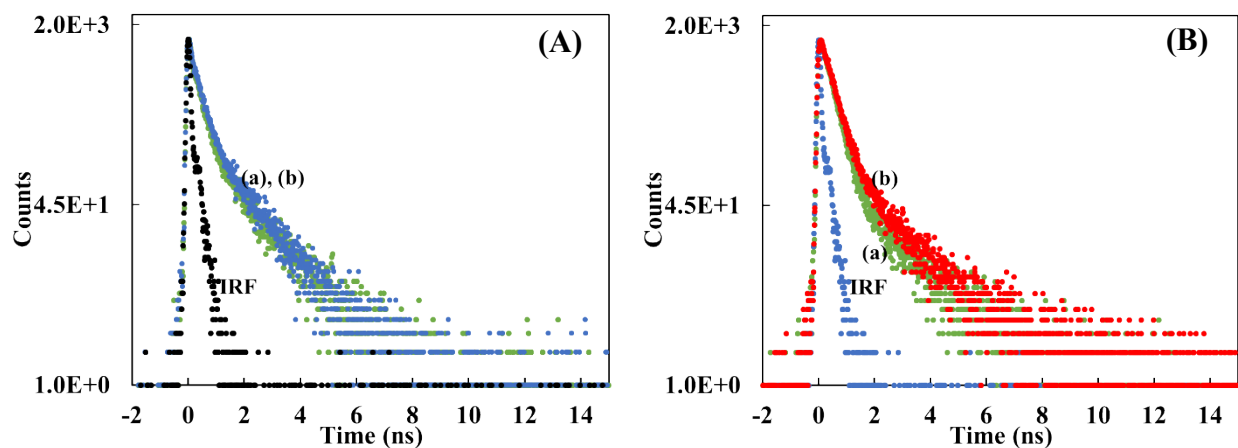 2.0E+3
(A)
(a), (b)
4.5E+1
Counts
IRF
1.0E+0
-2 0 2 4 6 8 10 12 14
Time (ns)
2.0E+3
(B)
(b)
4.5E+1
Counts
(a)
IRF
1.0E+0
-2 0 2 4 6 8 10 12 14
Time (ns)